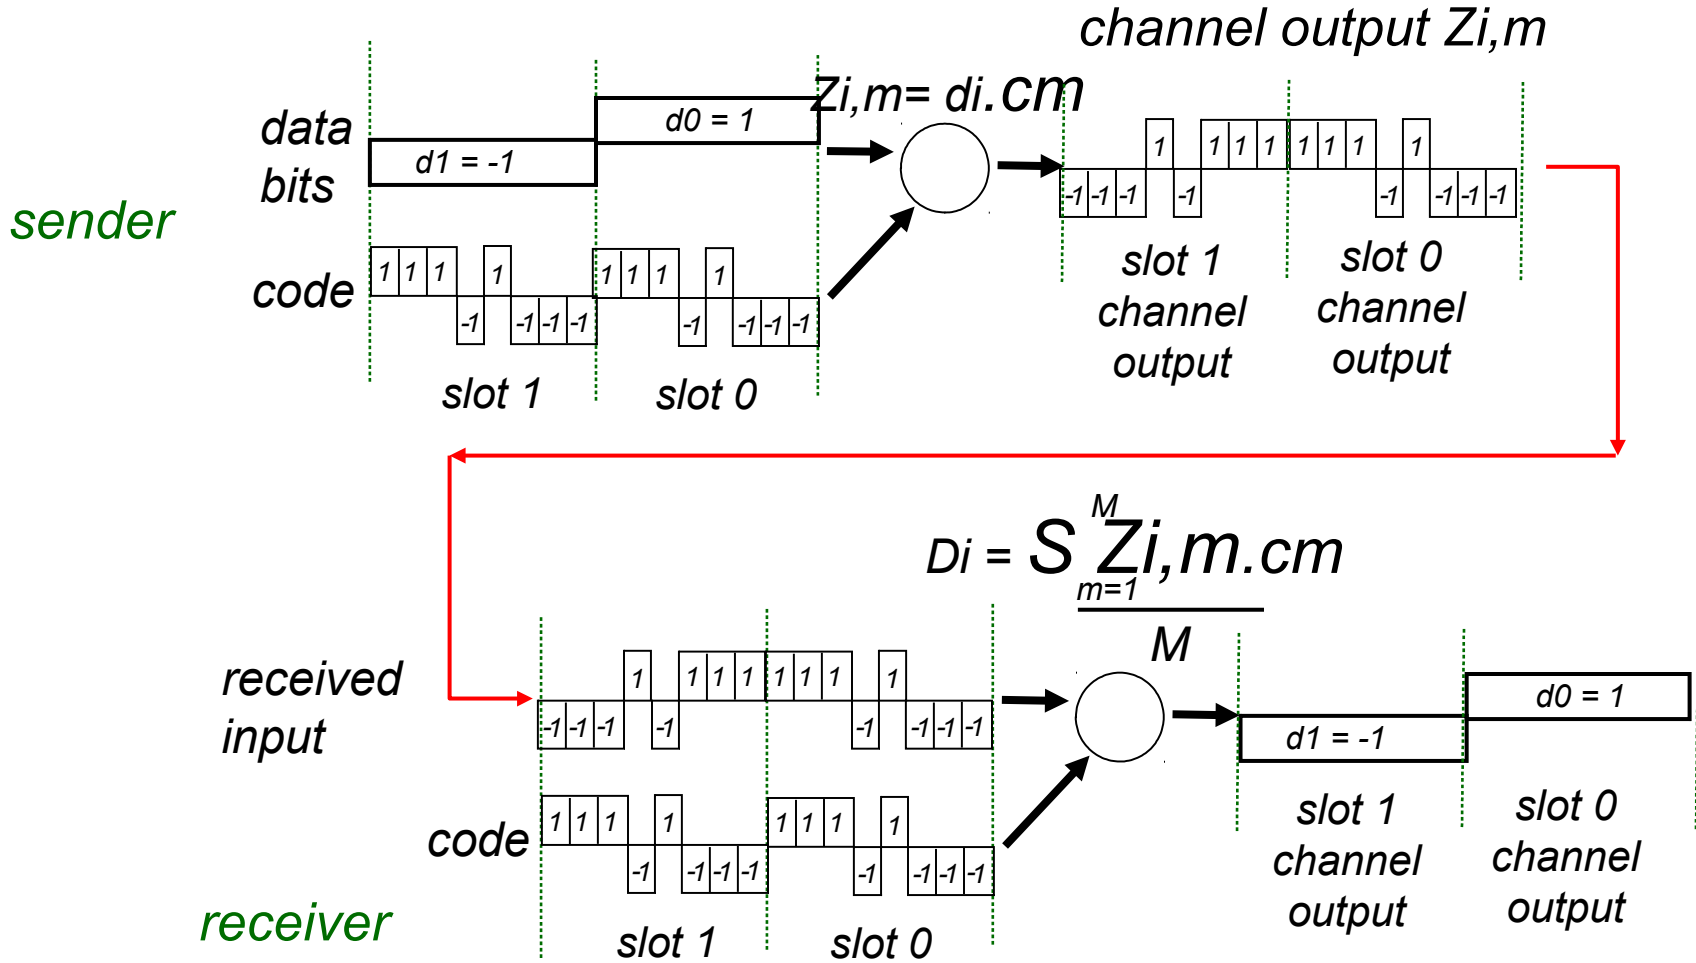 channel output Zi,m
Zi,m= di.cm
data
bits
d0 = 1
d1 = -1
sender
code
1 1 1 -1 1 -1 -1 -1
1 1 1 -1 1 -1 -1 -1
slot 1
slot 0
-1 -1 -1 1 -1 1 1 1
1 1 1 -1 1 -1 -1 -1
slot 1
channel
output
slot 0
channel
output
M
Di = S Zi,m.cm
m=1
M
received
input
-1 -1 -1 1 -1 1 1 1
1 1 1 -1 1 -1 -1 -1
code
1 1 1 -1 1 -1 -1 -1
1 1 1 -1 1 -1 -1 -1
slot 1
slot 0
receiver
d0 = 1
d1 = -1
slot 1
channel
output
slot 0
channel
output